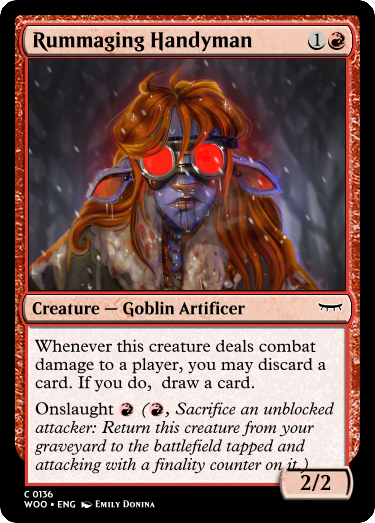 Rummaging Handyman 1
Creature — Goblin Artificer
Whenever this creature deals combat
damage to a player, you may discard a
card. If you do,  draw a card.
Onslaught (, Sacrifice an unblocked
attacker: Return this creature from your
graveyard to the battlefield tapped and
attacking with a finality counter on it.)
2/2
C 0136
WOO • ENG Emily Donina